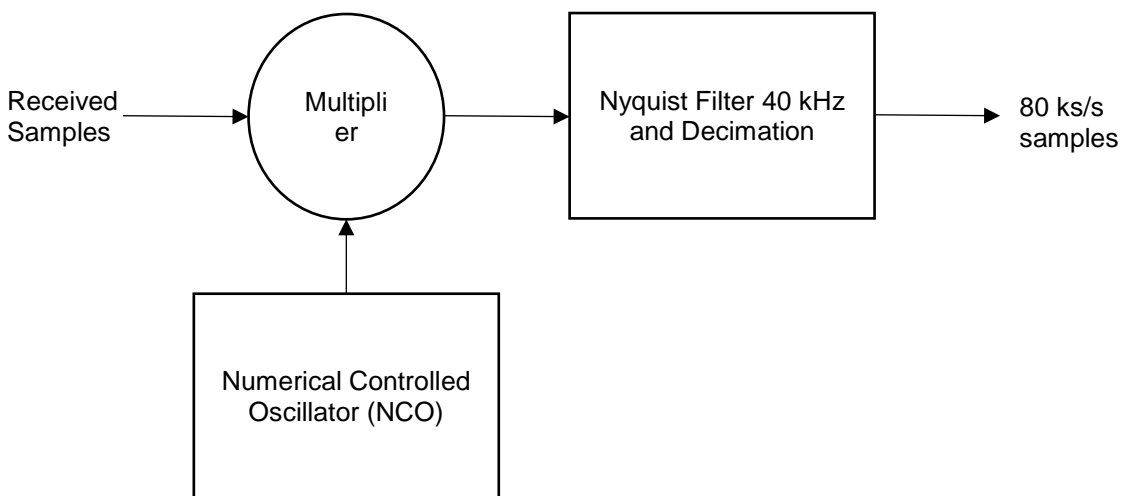 Received
Samples
Multipli
er
Nyquist Filter 40 kHz
and Decimation
80 ks/s
samples
Numerical Controlled
Oscillator (NCO)